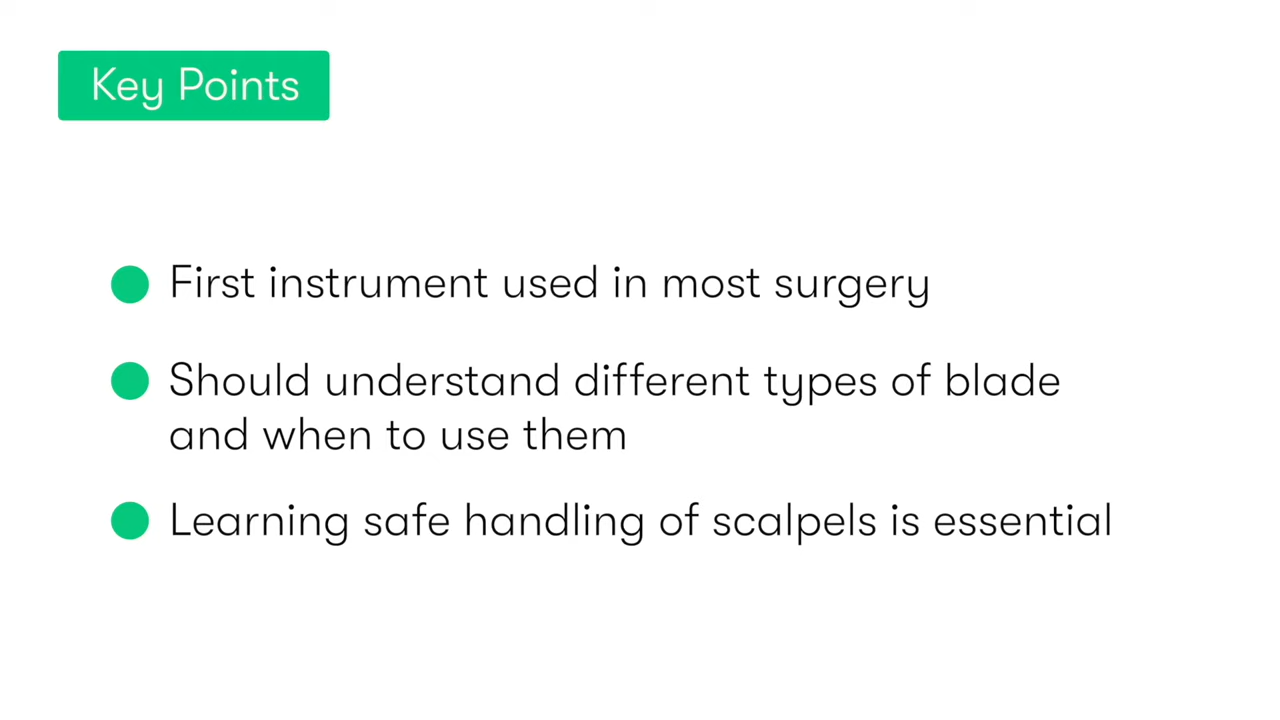 Key Points
First instrument used in most surgery
Should understand different types of blade
and when to use them
Learning safe handling of scalpels is essential